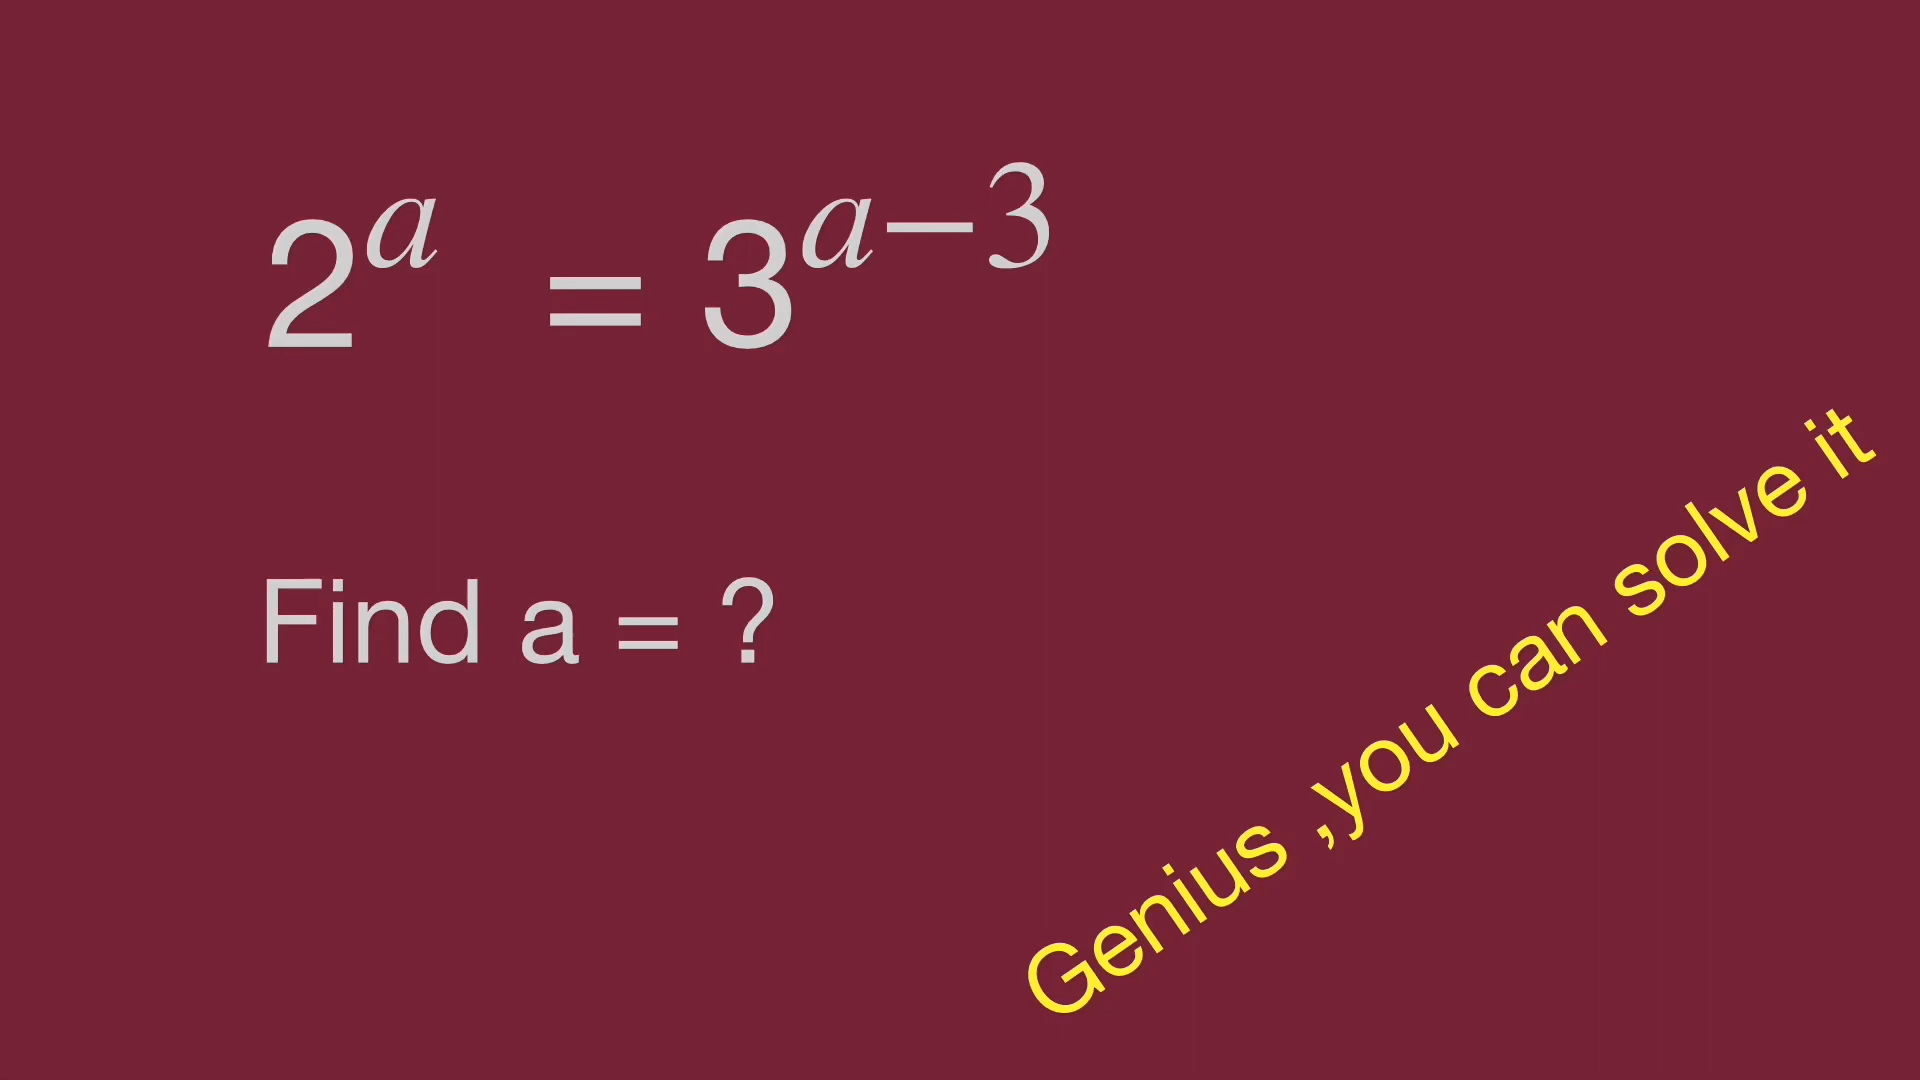 2^a = 3^{a-3}
Find a = ?
Genius ,you can solve it